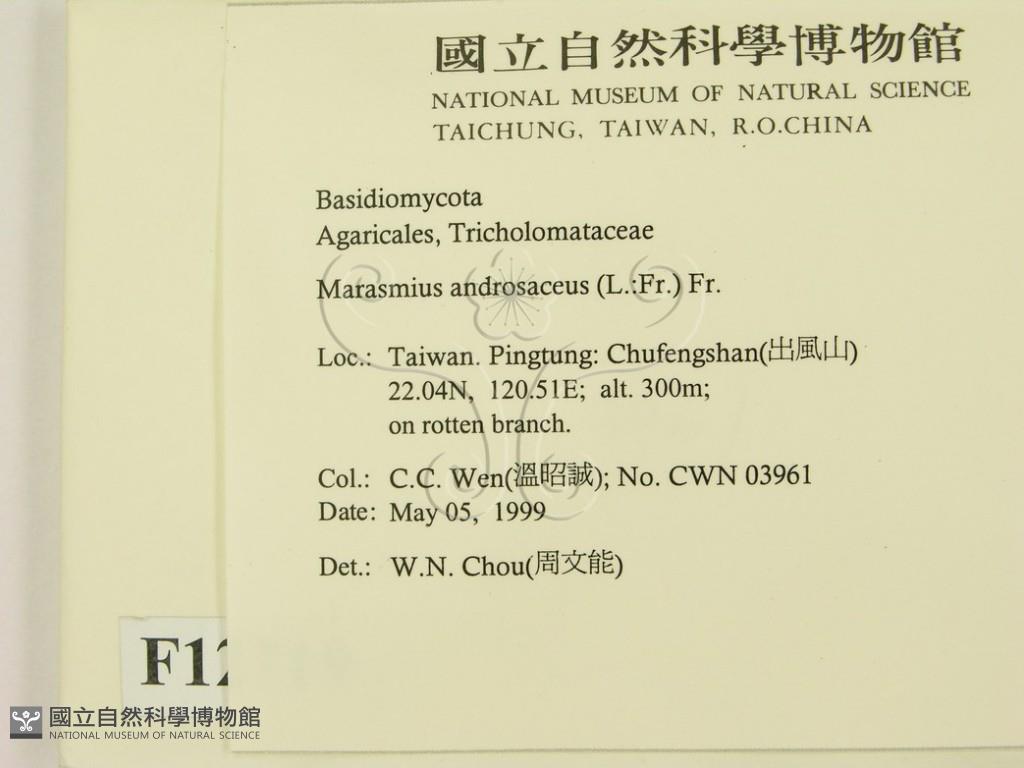 國立自然科學博物館
NATIONAL MUSEUM OF NATURAL SCIENCE
TAICHUNG, TAIWAN, R.O.CHINA
Basidiomycota
Agaricales, Tricholomataceae
Marasmius androsaceus (L.:Fr.) Fr.
Loc.: Taiwan. Pingtung: Chufengshan(出風山)
22.04N, 120.51E; alt. 300m;
on rotten branch.
Col.: C.C. Wen(溫昭誠); No. CWN 03961
Date: May 05, 1999
Det.: W.N. Chou(周文能)
F12
國立自然科學博物館
NATIONAL MUSEUM OF NATURAL SCIENCE